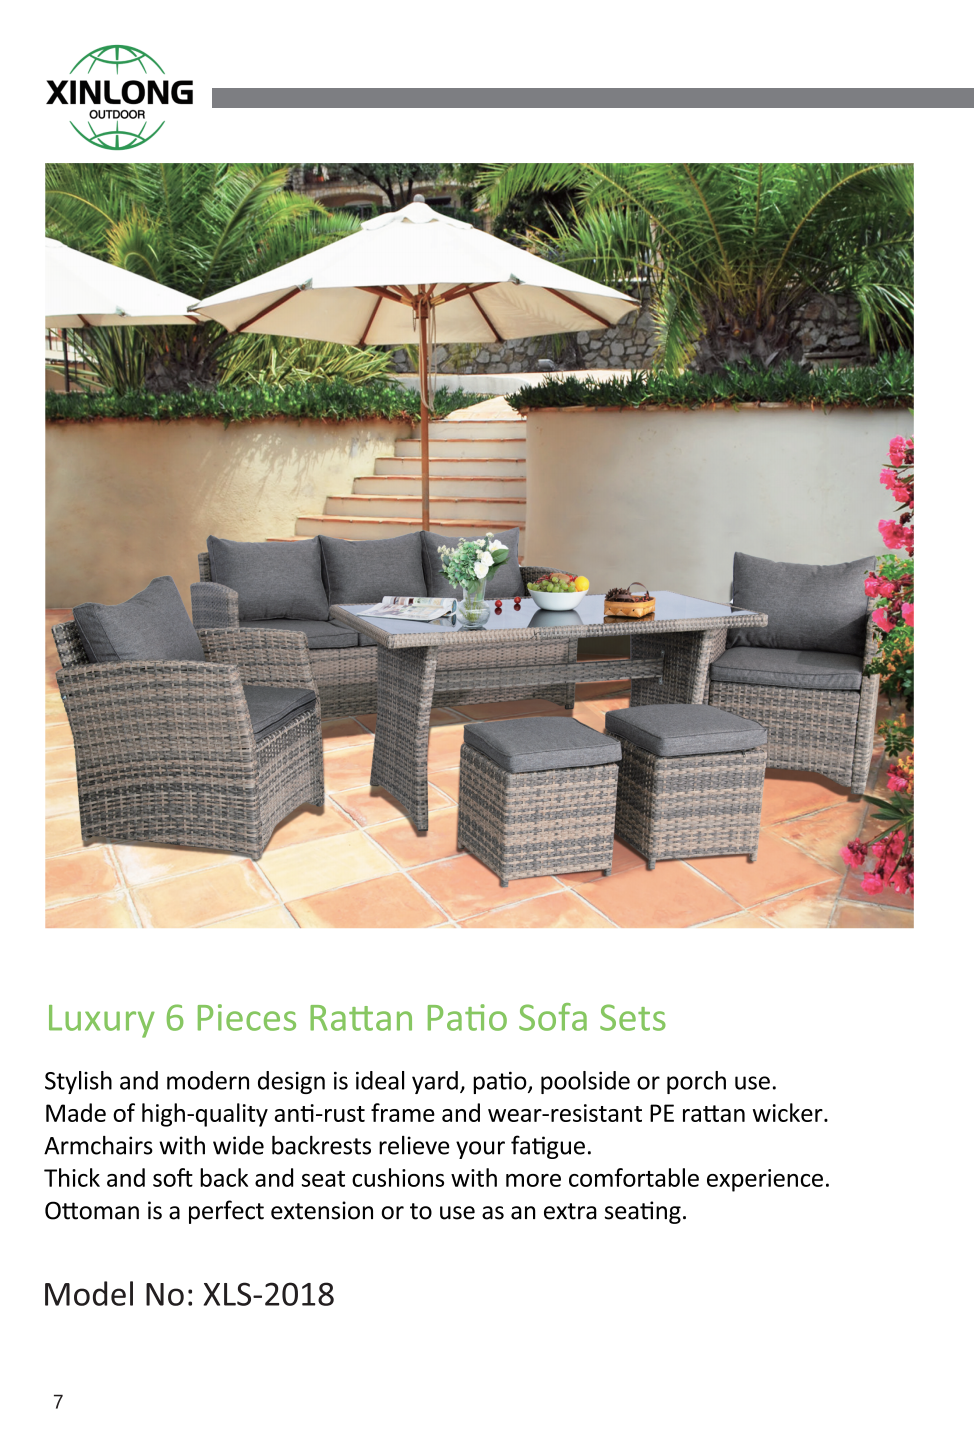 XINLONG
OUTDOOR
Luxury 6 Pieces Rattan Patio Sofa Sets
Stylish and modern design is ideal yard, patio, poolside or porch use.
Made of high-quality anti-rust frame and wear-resistant PE rattan wicker.
Armchairs with wide backrests relieve your fatigue.
Thick and soft back and seat cushions with more comfortable experience.
Ottoman is a perfect extension or to use as an extra seating.
Model No: XLS-2018
7